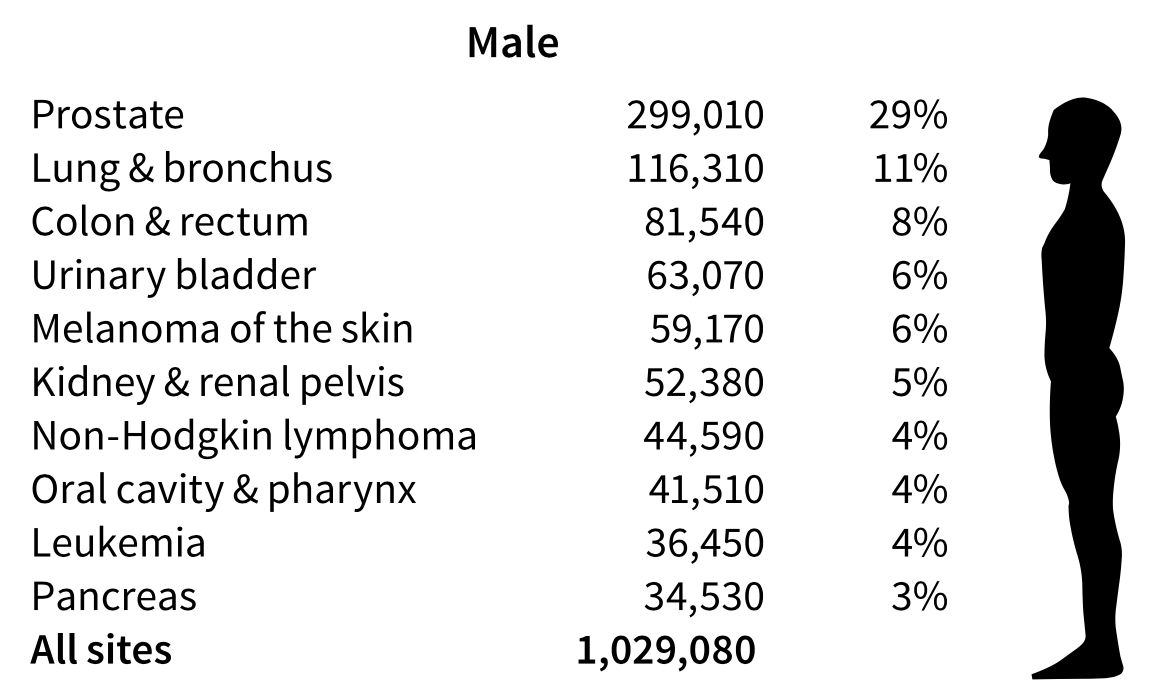 Male
Prostate 299,010 29%
Lung & bronchus 116,310 11%
Colon & rectum 81,540 8%
Urinary bladder 63,070 6%
Melanoma of the skin 59,170 6%
Kidney & renal pelvis 52,380 5%
Non-Hodgkin lymphoma 44,590 4%
Oral cavity & pharynx 41,510 4%
Leukemia 36,450 4%
Pancreas 34,530 3%
All sites 1,029,080